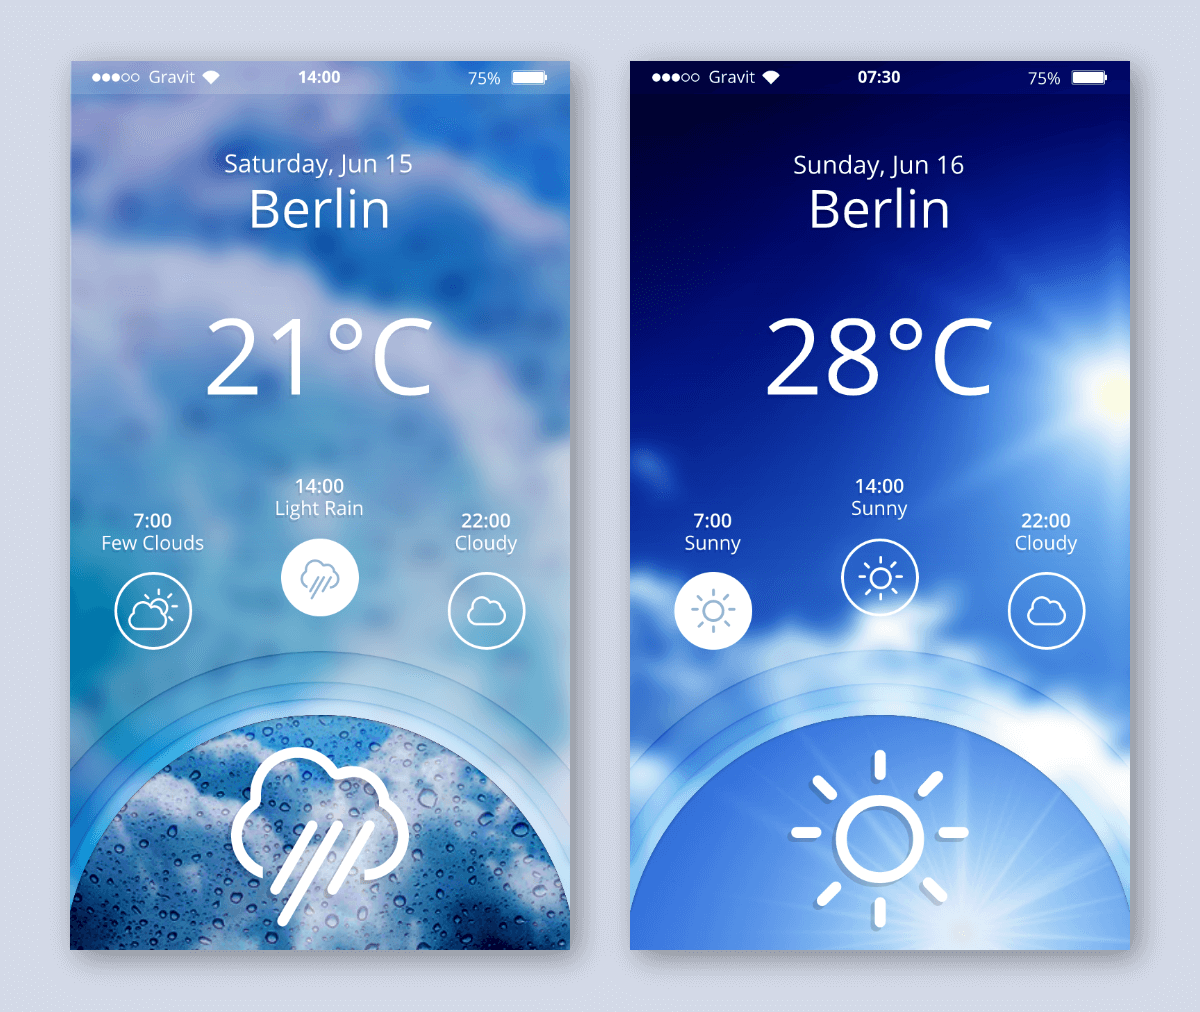 Gravit 14:00 75%
Saturday, Jun 15
Berlin
21°C
14:00
Light Rain
7:00
Few Clouds
22:00
Cloudy
Gravit 07:30 75%
Sunday, Jun 16
Berlin
28°C
14:00
Sunny
7:00
Sunny
22:00
Cloudy